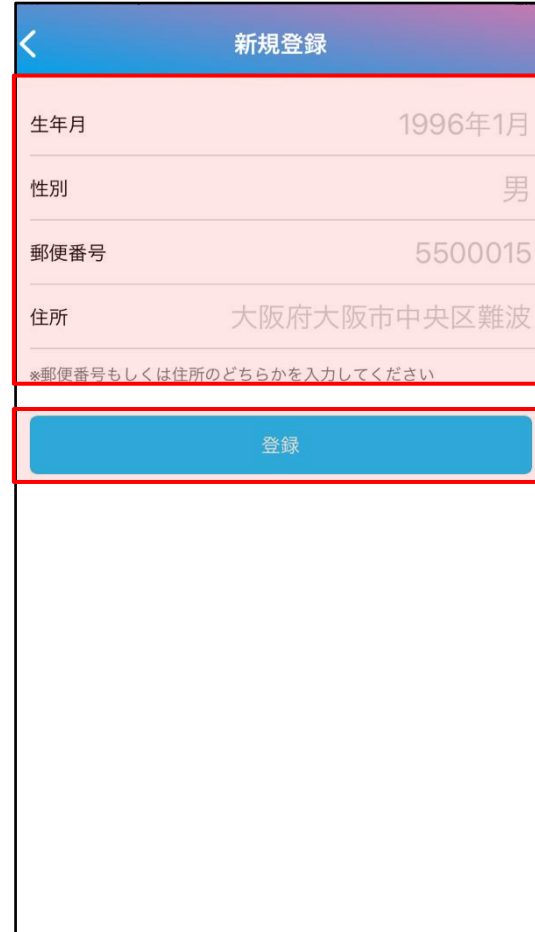 新規登録
生年月 1996年1月
性別 男
郵便番号 5500015
住所 大阪府大阪市中央区難波
※郵便番号もしくは住所のどちらかを入力してください
登録